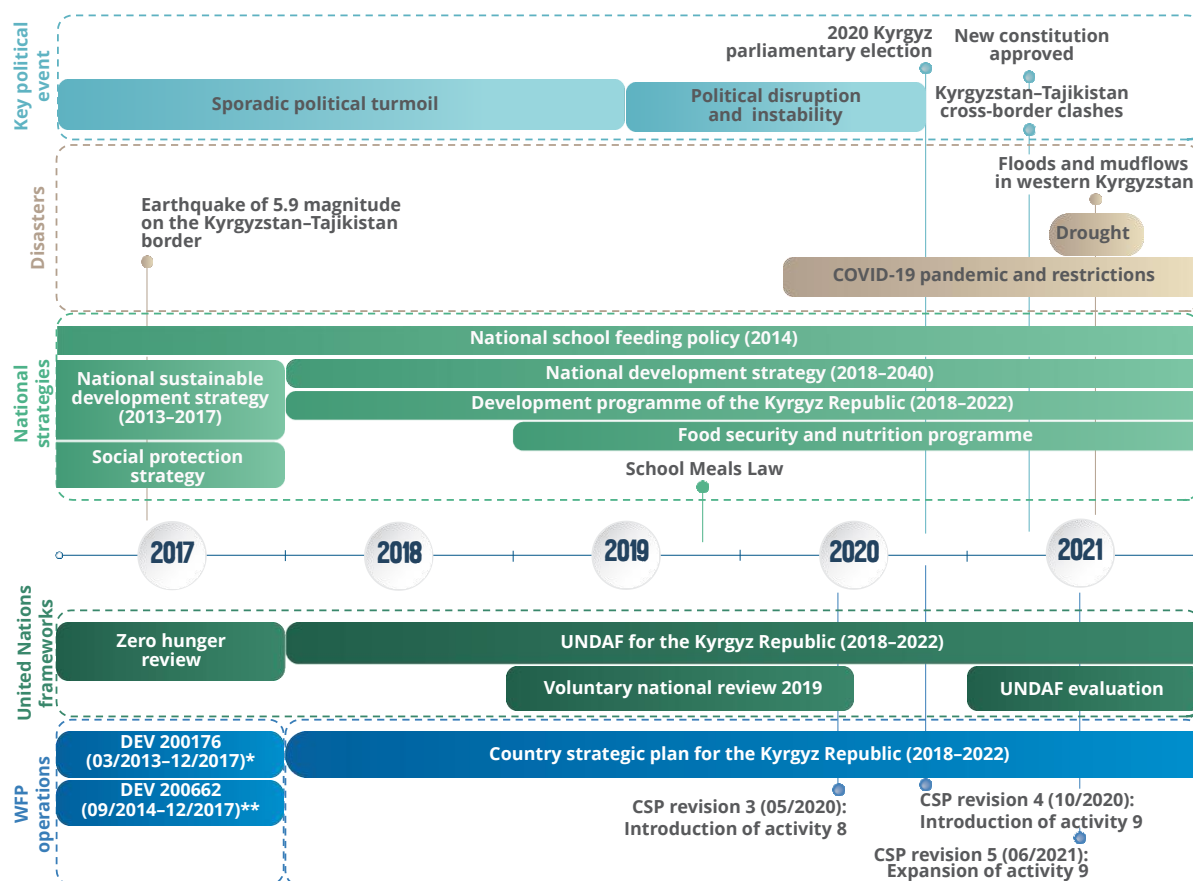 Key political
event
2020 Kyrgyz
parliamentary election
New constitution
approved
Sporadic political turmoil
Political disruption
and instability
Kyrgyzstan–Tajikistan
cross-border clashes
Disasters
Earthquake of 5.9 magnitude
on the Kyrgyzstan–Tajikistan
border
Floods and mudflows
in western Kyrgyzstan
Drought
COVID-19 pandemic and restrictions
National
strategies
National school feeding policy (2014)
National sustainable
development strategy
(2013–2017)
National development strategy (2018–2040)
Development programme of the Kyrgyz Republic (2018–2022)
Food security and nutrition programme
Social protection
strategy
School Meals Law
2017
2018
2019
2020
2021
United Nations
frameworks
Zero hunger
review
UNDAF for the Kyrgyz Republic (2018–2022)
Voluntary national review 2019
UNDAF evaluation
WFP
operations
DEV 200176
(03/2013–12/2017)*
DEV 200662
(09/2014–12/2017)**
Country strategic plan for the Kyrgyz Republic (2018–2022)
CSP revision 3 (05/2020):
Introduction of activity 8
CSP revision 4 (10/2020):
Introduction of activity 9
CSP revision 5 (06/2021):
Expansion of activity 9